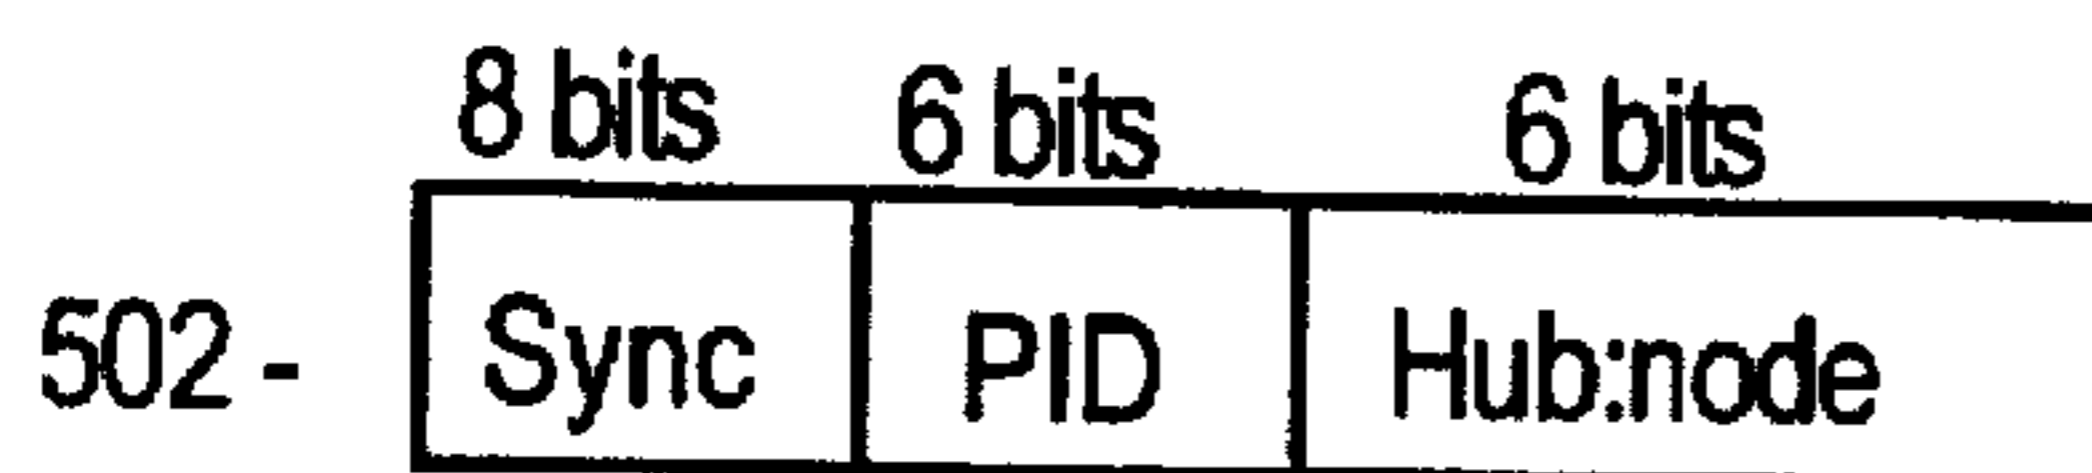 8 bits 6 bits 6 bits
502 - Sync PID Hub:node